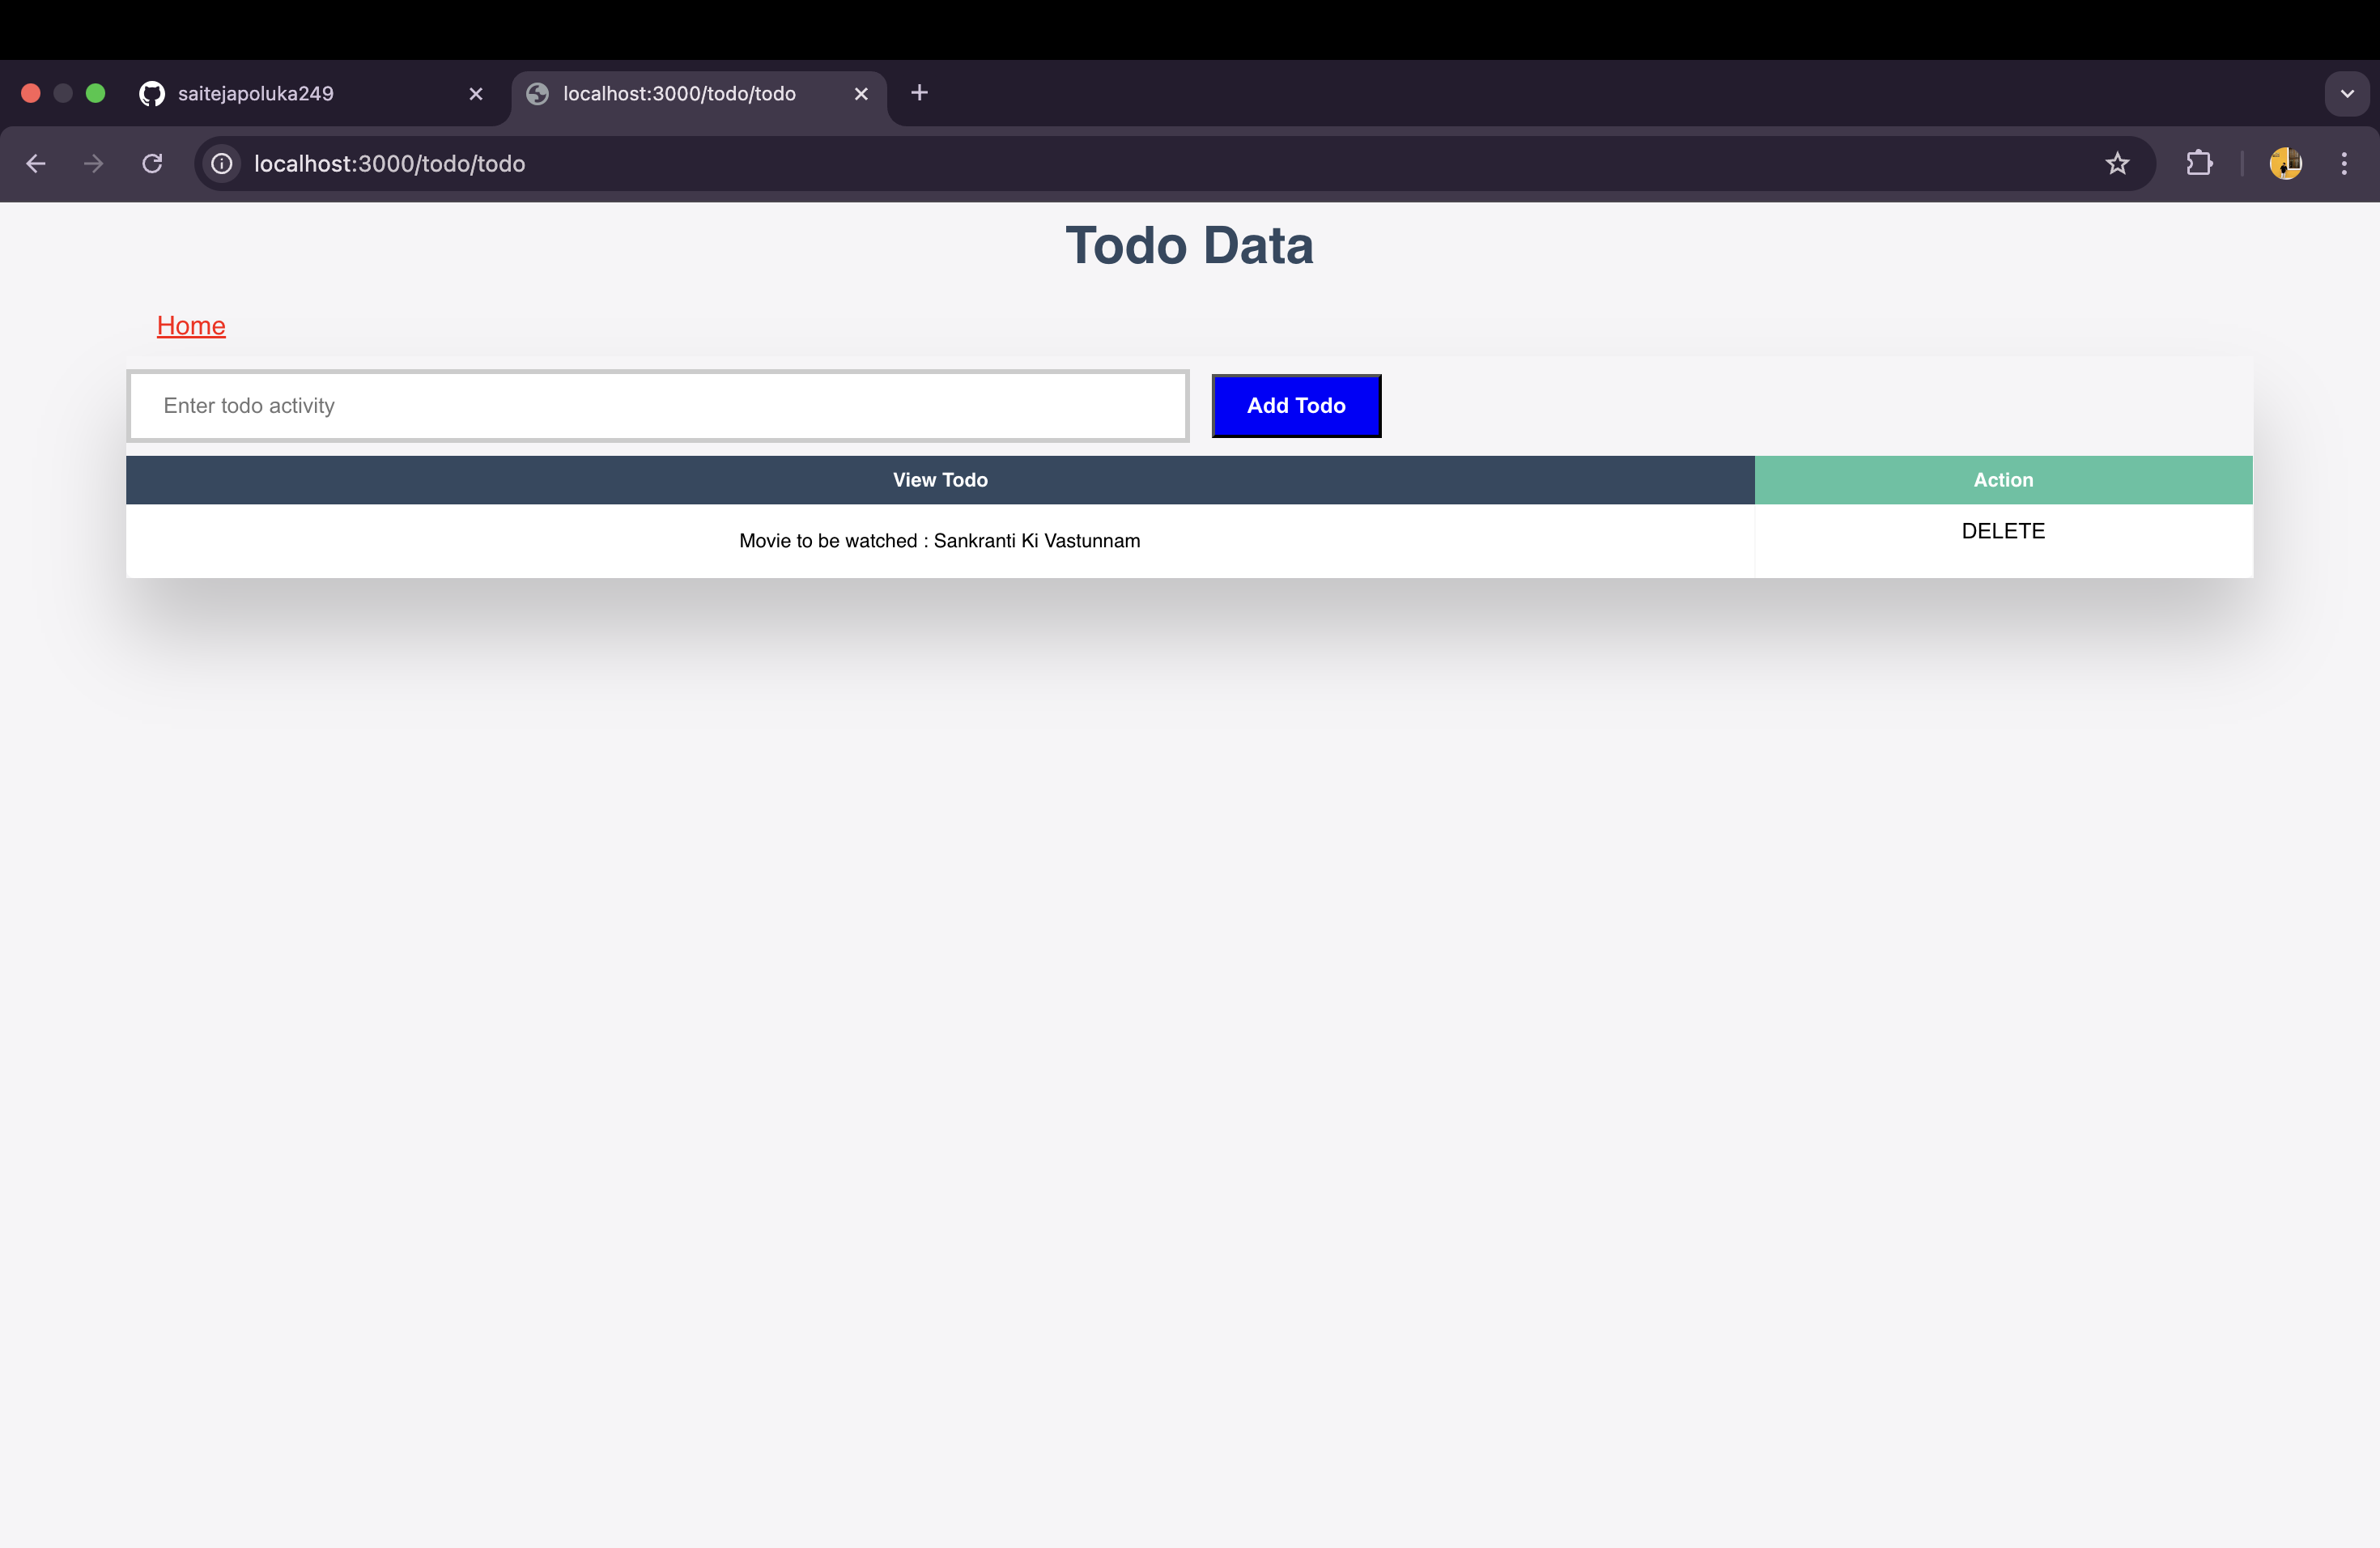 saitejapoluka249
localhost:3000/todo/todo
localhost:3000/todo/todo
Todo Data
Home
Enter todo activity
Add Todo
View Todo
Action
Movie to be watched : Sankranti Ki Vastunnam
DELETE